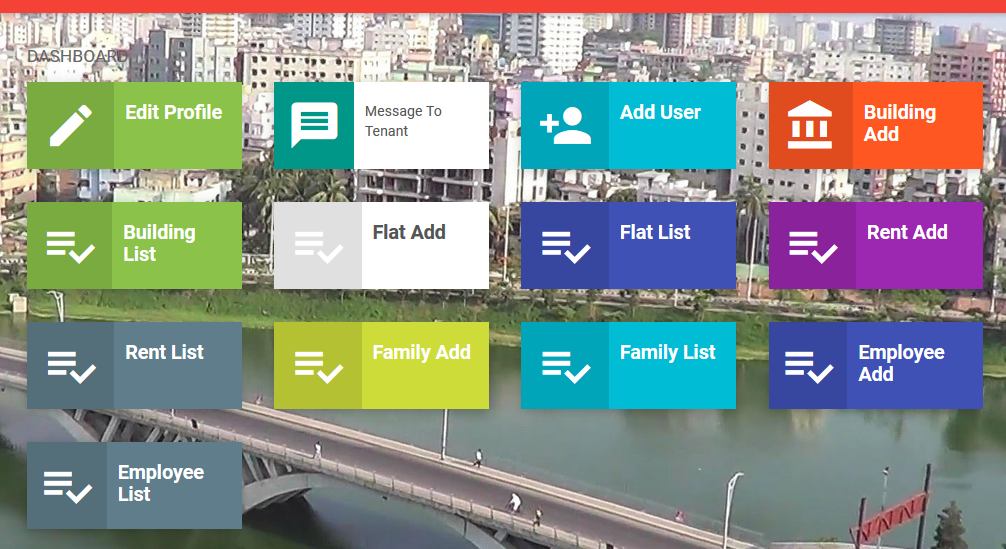 DASHBOARD
Edit Profile
Message To
Tenant
Add User
Building
Add
Building
List
Flat Add
Flat List
Rent Add
Rent List
Family Add
Family List
Employee
Add
Employee
List